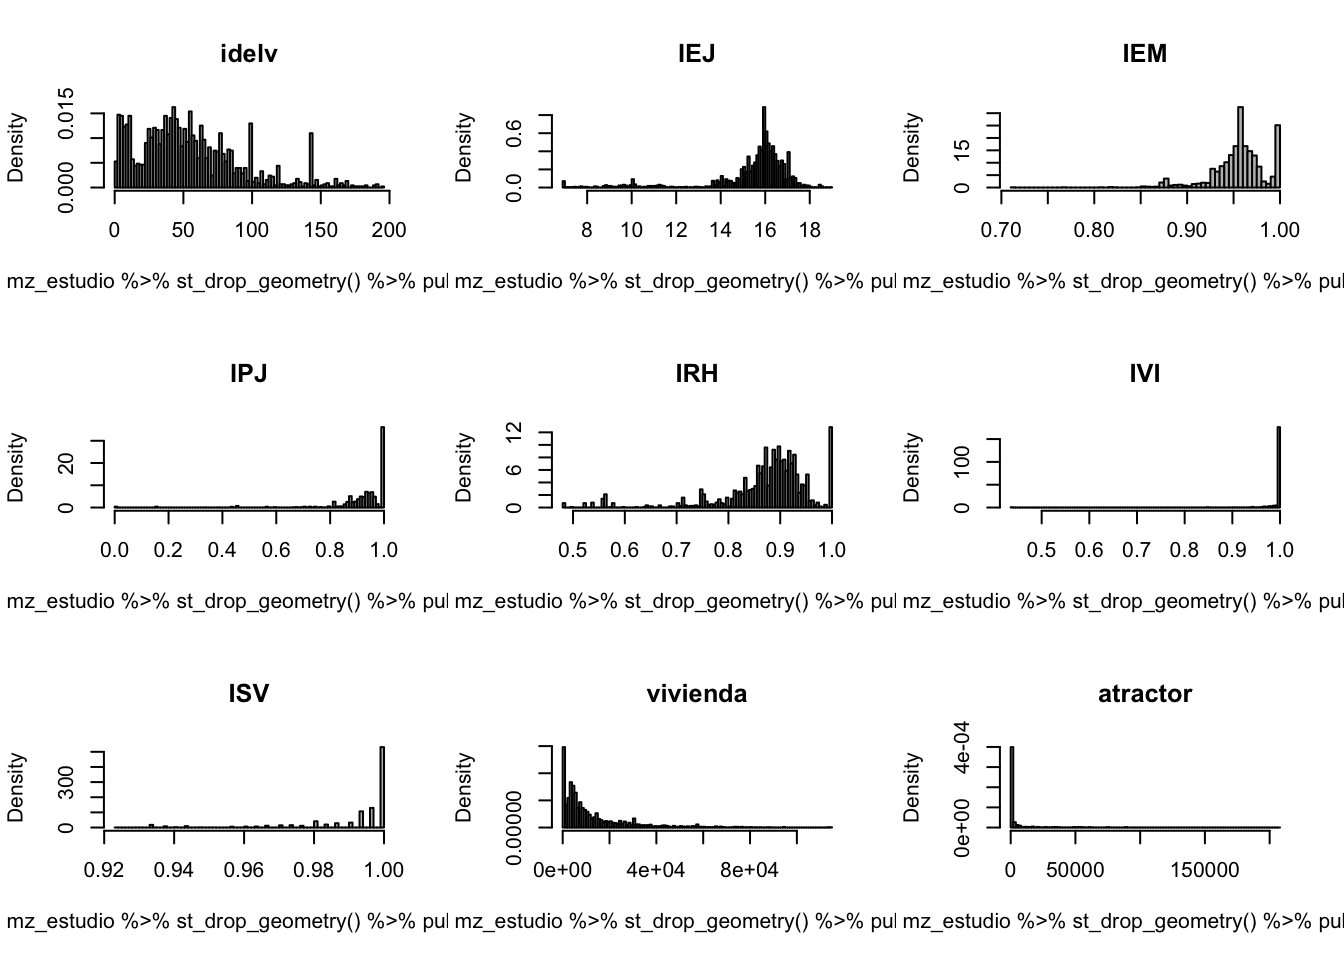 idelv
Density
0.000 0.015
0 50 100 150 200
mz_estudio %>% st_drop_geometry() %>% pul
IEJ
Density
0.0 0.6
8 10 12 14 16 18
mz_estudio %>% st_drop_geometry() %>% pul
IEM
Density
0 15
0.70 0.80 0.90 1.00
mz_estudio %>% st_drop_geometry() %>% pul
IPJ
Density
0 20
0.0 0.2 0.4 0.6 0.8 1.0
mz_estudio %>% st_drop_geometry() %>% pul
IRH
Density
0 6 12
0.5 0.6 0.7 0.8 0.9 1.0
mz_estudio %>% st_drop_geometry() %>% pul
IVI
Density
0 100
0.5 0.6 0.7 0.8 0.9 1.0
mz_estudio %>% st_drop_geometry() %>% pul
ISV
Density
0 300
0.92 0.94 0.96 0.98 1.00
mz_estudio %>% st_drop_geometry() %>% pul
vivienda
Density
0.00000
0e+00 4e+04 8e+04
mz_estudio %>% st_drop_geometry() %>% pul
atractor
Density
0e+00 4e-04
0 50000 150000
mz_estudio %>% st_drop_geometry() %>% pul